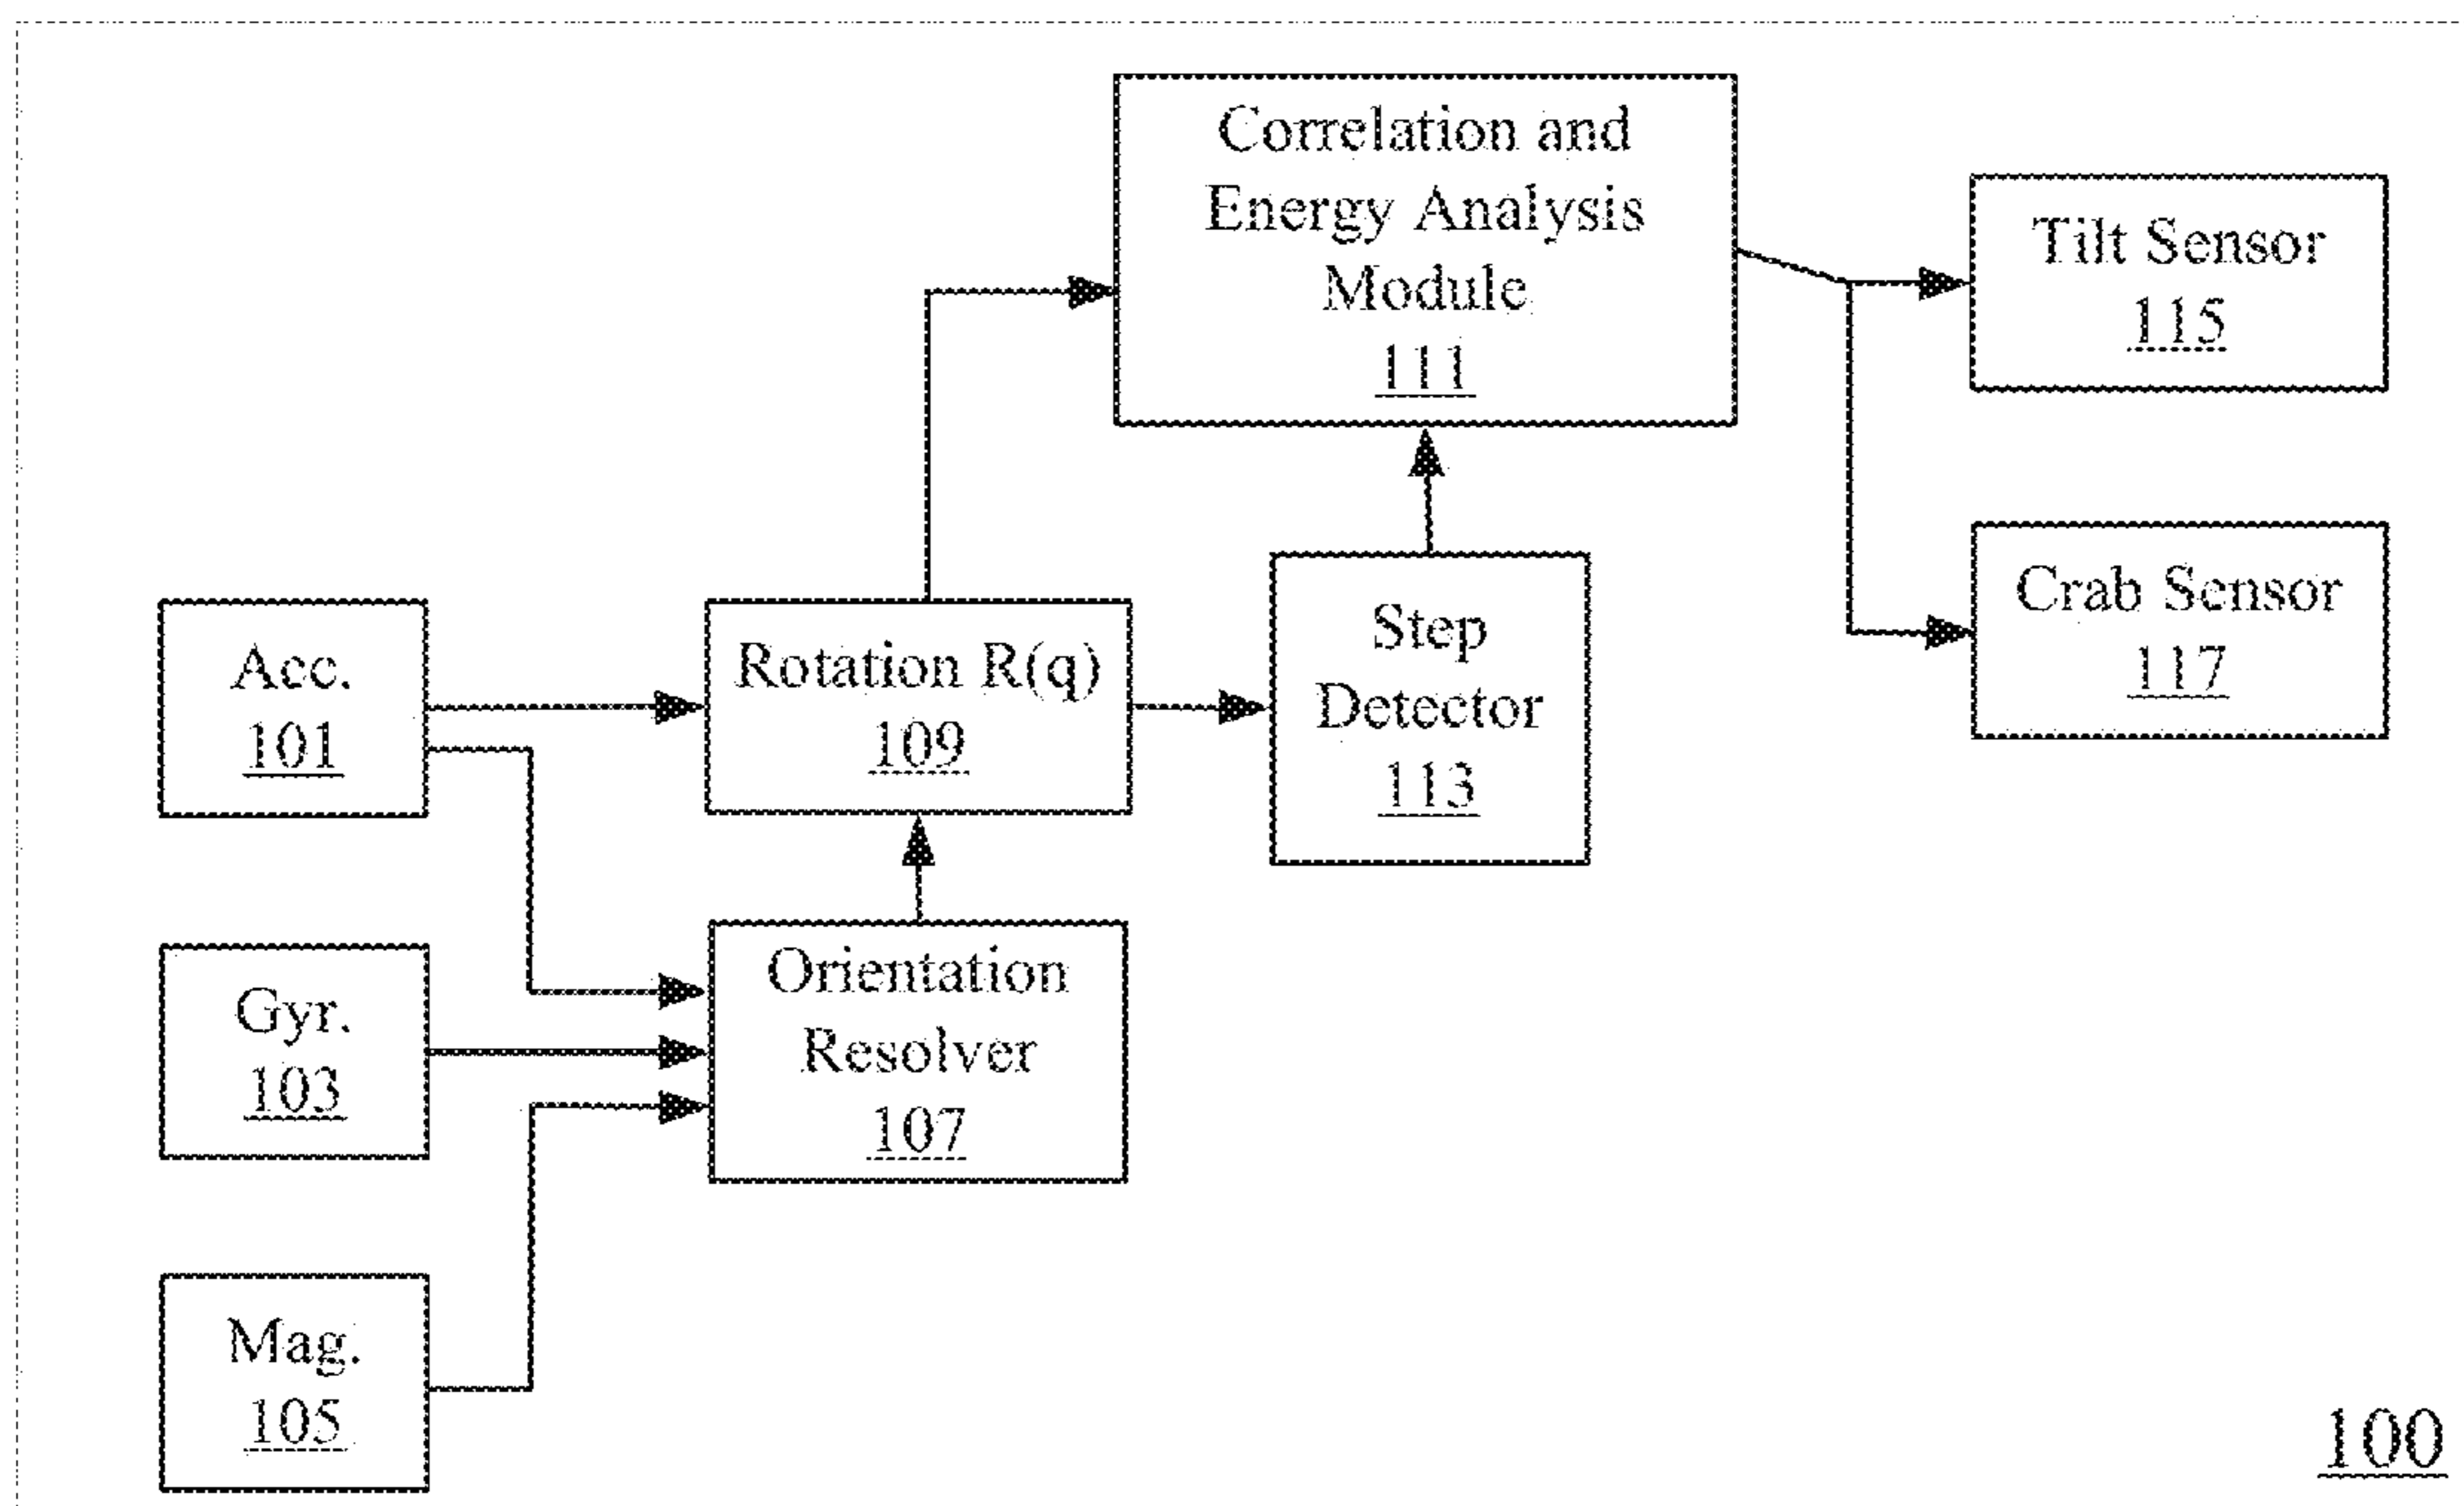 Correlation and
Energy Analysis
Module
111
Tilt Sensor
115
Crab Sensor
117
Step
Detector
113
Acc.
101
Rotation R(q)
109
Gyr.
103
Orientation
Resolver
107
Mag.
105
100